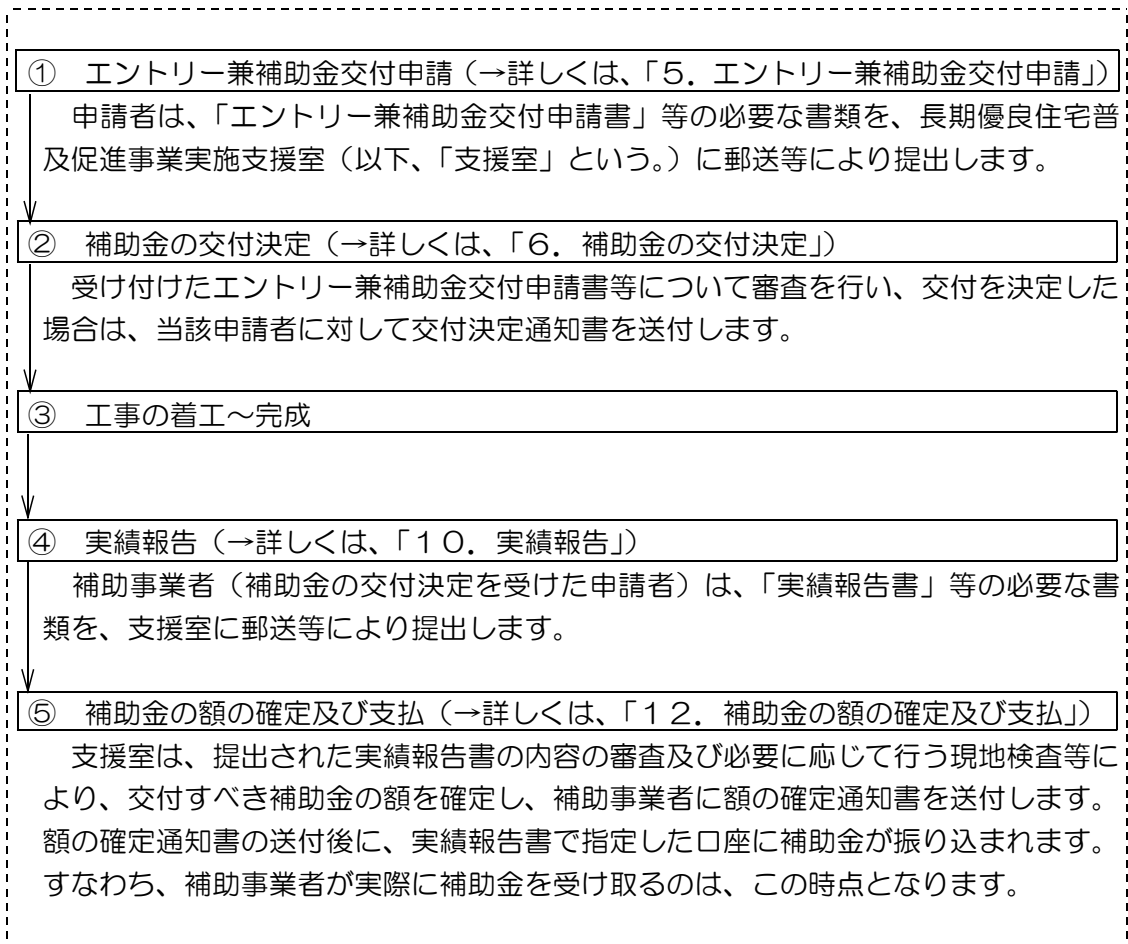 ① エントリー兼補助金交付申請（→詳しくは、「５．エントリー兼補助金交付申請」）
申請者は、「エントリー兼補助金交付申請書」等の必要な書類を、長期優良住宅普
及促進事業実施支援室（以下、「支援室」という。）に郵送等により提出します。
② 補助金の交付決定（→詳しくは、「６．補助金の交付決定」）
受け付けたエントリー兼補助金交付申請書等について審査を行い、交付を決定した
場合は、当該申請者に対して交付決定通知書を送付します。
③ 工事の着工～完成
④ 実績報告（→詳しくは、「１０．実績報告」）
補助事業者（補助金の交付決定を受けた申請者）は、「実績報告書」等の必要な書
類を、支援室に郵送等により提出します。
⑤ 補助金の額の確定及び支払（→詳しくは、「１２．補助金の額の確定及び支払」）
支援室は、提出された実績報告書の内容の審査及び必要に応じて行う現地検査等に
より、交付すべき補助金の額を確定し、補助事業者に額の確定通知書を送付します。
額の確定通知書の送付後に、実績報告書で指定した口座に補助金が振り込まれます。
すなわち、補助事業者が実際に補助金を受け取るのは、この時点となります。